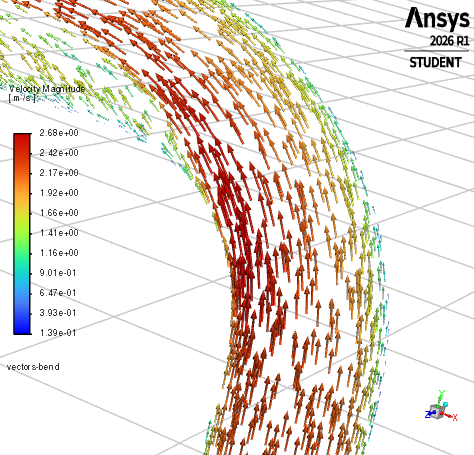 Ansys
2026 R1
STUDENT
Velocity Magnitude
[ m/s ]
2.68e+00
2.42e+00
2.17e+00
1.92e+00
1.66e+00
1.41e+00
1.16e+00
9.01e-01
6.47e-01
3.93e-01
1.39e-01
vectors-bend
Y
Z
X